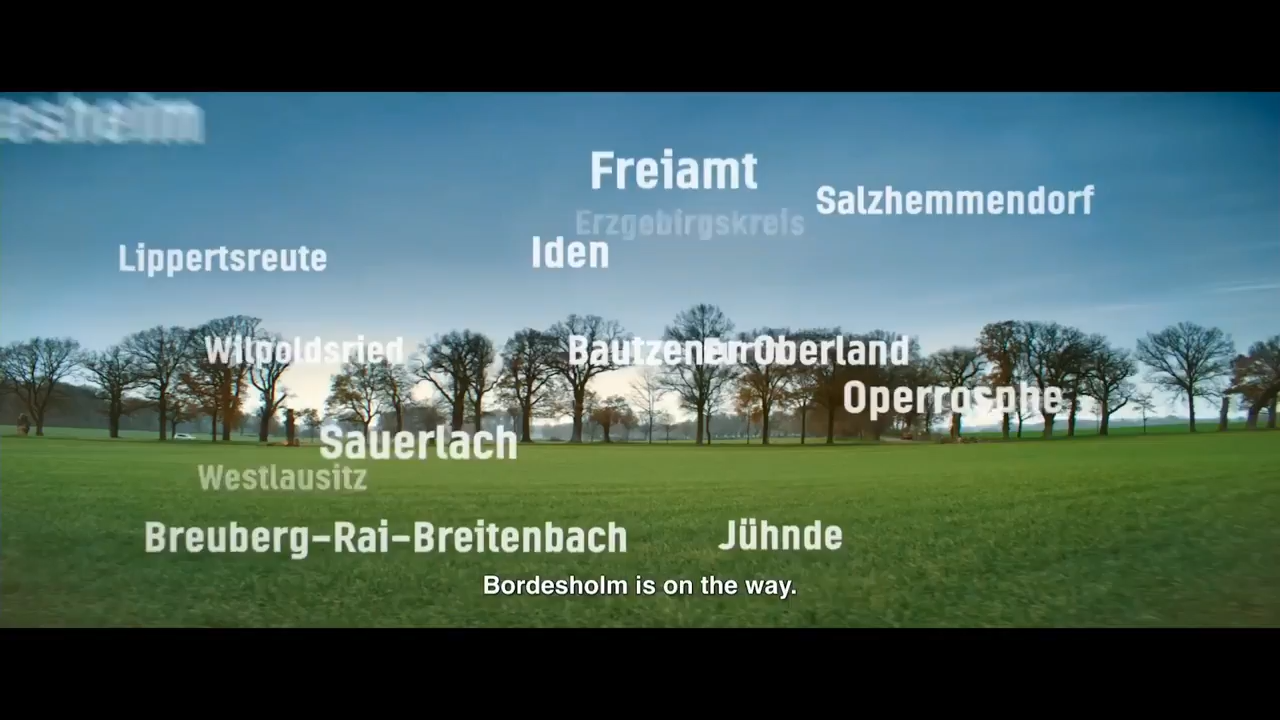 Freiamt
Salzhemmendorf
Erzgebirgskreis
Iden
Lippertsreute
Wilpoldsried
Bautzener Oberland
Operrosphe
Sauerlach
Westlausitz
Breuberg-Rai-Breitenbach
Jühnde
Bordesholm is on the way.